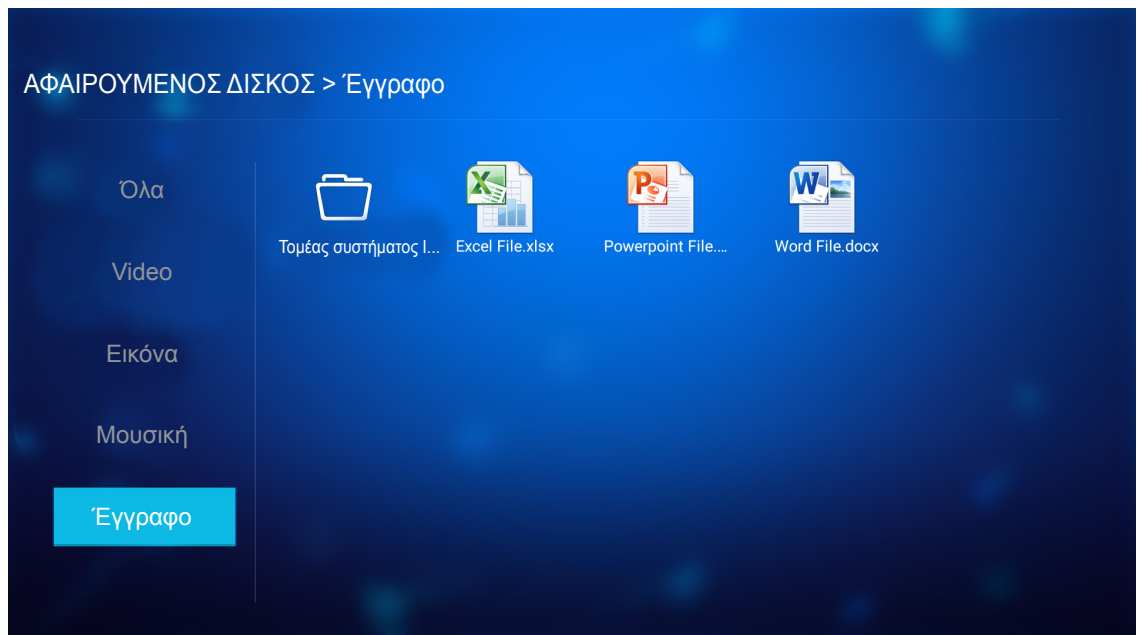 ΑΦΑΙΡΟΥΜΕΝΟΣ ΔΙΣΚΟΣ > Έγγραφο
Όλα
Video
Εικόνα
Μουσική
Έγγραφο
Τομέας συστήματος Ι...
Excel File.xlsx
Powerpoint File....
Word File.docx